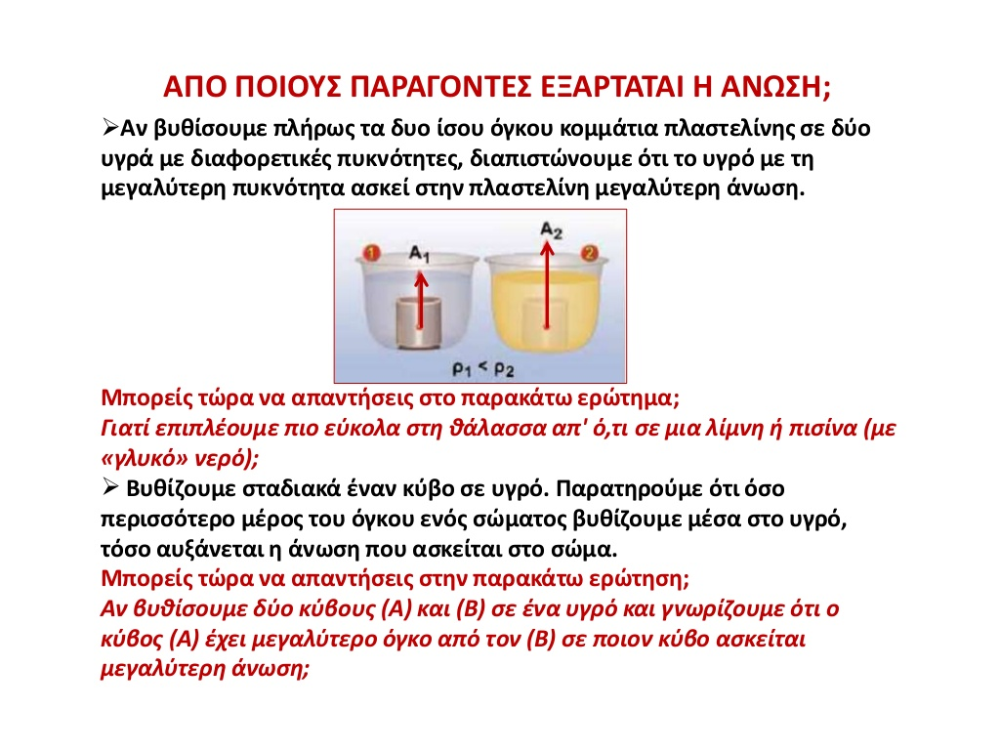 ΑΠΟ ΠΟΙΟΥΣ ΠΑΡΑΓΟΝΤΕΣ ΕΞΑΡΤΑΤΑΙ Η ΑΝΩΣΗ;
➢Αν βυθίσουμε πλήρως τα δυο ίσου όγκου κομμάτια πλαστελίνης σε δύο
υγρά με διαφορετικές πυκνότητες, διαπιστώνουμε ότι το υγρό με τη
μεγαλύτερη πυκνότητα ασκεί στην πλαστελίνη μεγαλύτερη άνωση.
1 A₁ A₂ 2
ρ₁ < ρ₂
Μπορείς τώρα να απαντήσεις στο παρακάτω ερώτημα;
Γιατί επιπλέουμε πιο εύκολα στη θάλασσα απ' ό,τι σε μια λίμνη ή πισίνα (με
«γλυκό» νερό);
➢ Βυθίζουμε σταδιακά έναν κύβο σε υγρό. Παρατηρούμε ότι όσο
περισσότερο μέρος του όγκου ενός σώματος βυθίζουμε μέσα στο υγρό,
τόσο αυξάνεται η άνωση που ασκείται στο σώμα.
Μπορείς τώρα να απαντήσεις στην παρακάτω ερώτηση;
Αν βυθίσουμε δύο κύβους (Α) και (Β) σε ένα υγρό και γνωρίζουμε ότι ο
κύβος (Α) έχει μεγαλύτερο όγκο από τον (Β) σε ποιον κύβο ασκείται
μεγαλύτερη άνωση;